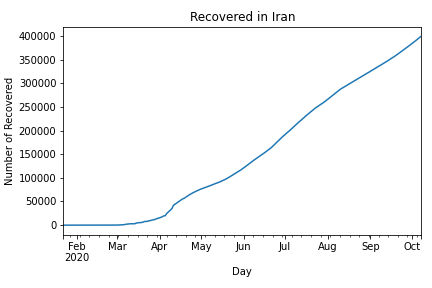 Recovered in Iran
Number of Recovered
400000
350000
300000
250000
200000
150000
100000
50000
0
Feb Mar Apr May Jun Jul Aug Sep Oct
2020
Day